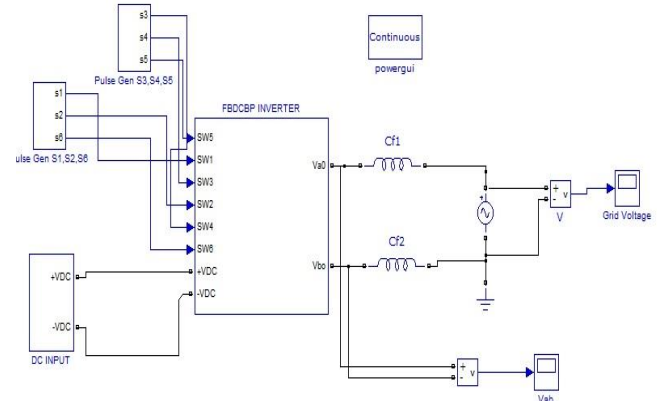 s3
s4
s5
Pulse Gen S3,S4,S5
Continuous
powergui
s1
s2
s6
ulse Gen S1,S2,S6
FBDCBP INVERTER
SW5
SW1
SW3
SW2
SW4
SW6
+VDC
-VDC
Va0
Vbo
Cf1
Cf2
+
+
-
v
V
Grid Voltage
+VDC
-VDC
DC INPUT
+
-
v
Vab